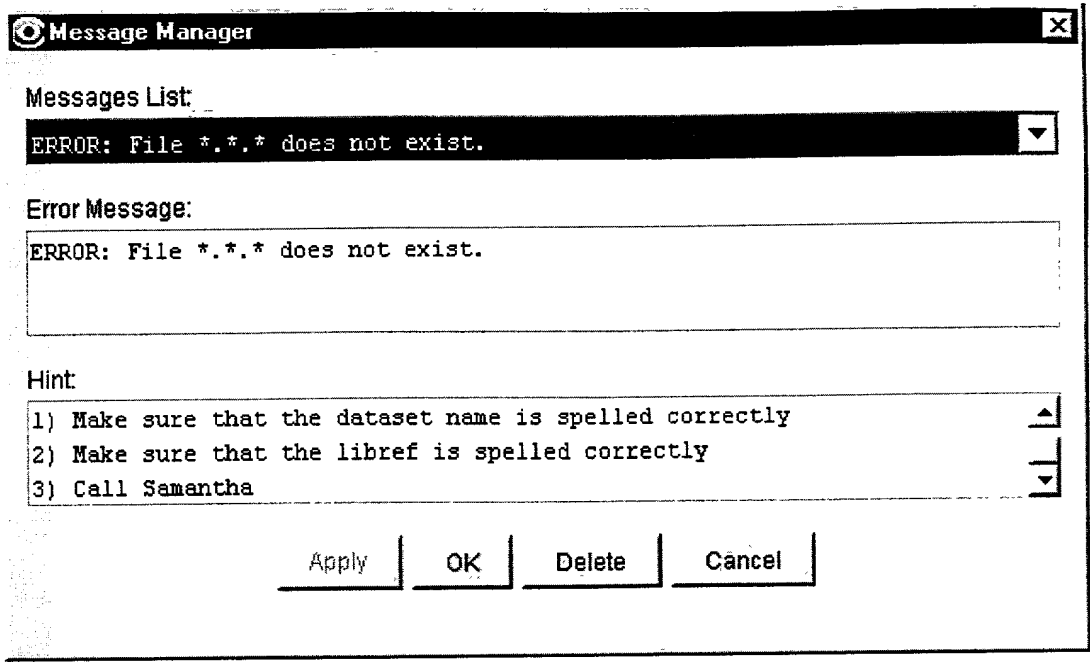 Message Manager
Messages List:
ERROR: File *.*.* does not exist.
Error Message:
ERROR: File *.*.* does not exist.
Hint:
1) Make sure that the dataset name is spelled correctly
2) Make sure that the libref is spelled correctly
3) Call Samantha
Apply OK Delete Cancel